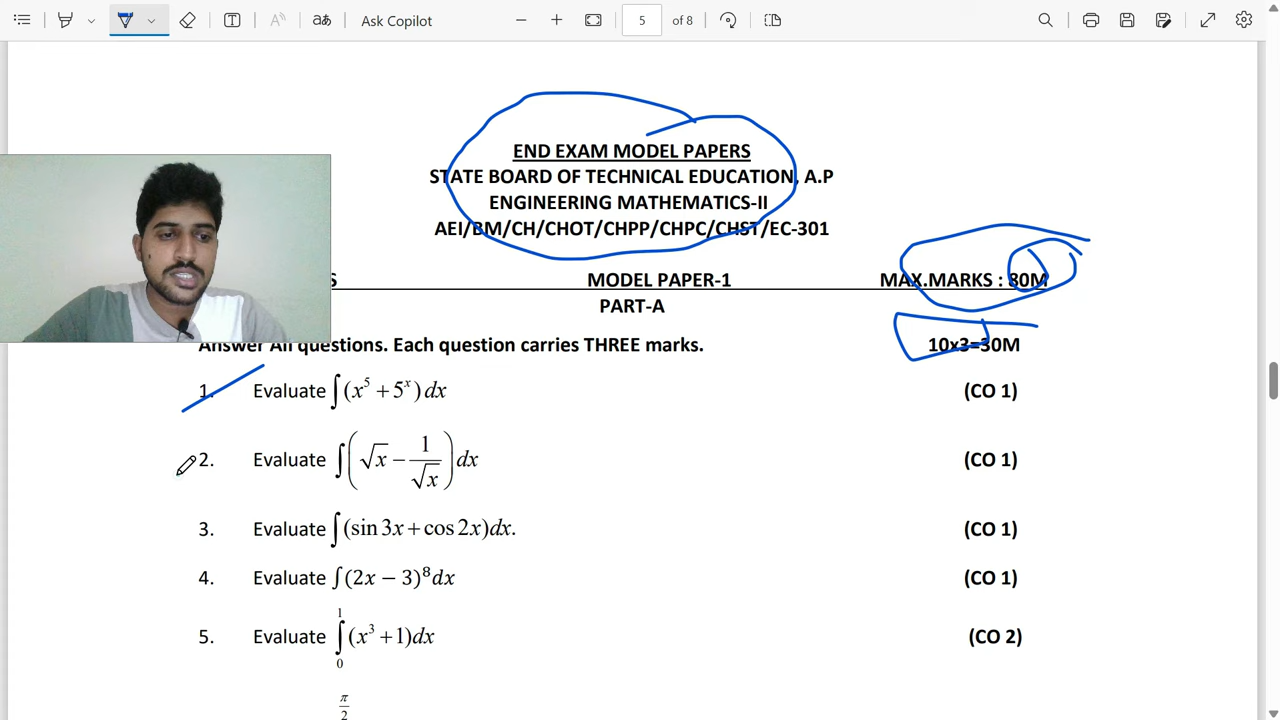 aあ Ask Copilot 5 of 8
END EXAM MODEL PAPERS
STATE BOARD OF TECHNICAL EDUCATION, A.P
ENGINEERING MATHEMATICS-II
AEI/BM/CH/CHOT/CHPP/CHPC/CHST/EC-301
S MODEL PAPER-1 MAX.MARKS : 80M
PART-A
Answer All questions. Each question carries THREE marks. 10x3=30M
1. Evaluate ∫(x⁵ + 5ˣ) dx (CO 1)
2. Evaluate ∫(√x − 1/√x) dx (CO 1)
3. Evaluate ∫(sin 3x + cos 2x)dx. (CO 1)
4. Evaluate ∫(2x − 3)⁸dx (CO 1)
5. Evaluate ∫₀¹(x³ + 1)dx (CO 2)
π/2